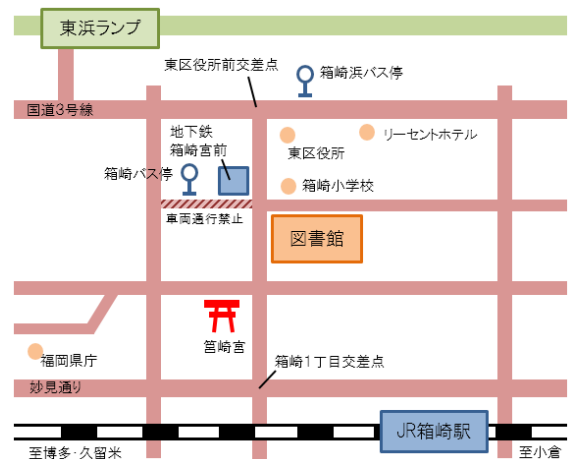 東浜ランプ
東区役所前交差点
箱崎浜バス停
国道3号線
地下鉄
箱崎宮前
リーセントホテル
東区役所
箱崎バス停
箱崎小学校
車両通行禁止
図書館
筥崎宮
福岡県庁
箱崎1丁目交差点
妙見通り
JR箱崎駅
至博多・久留米
至小倉